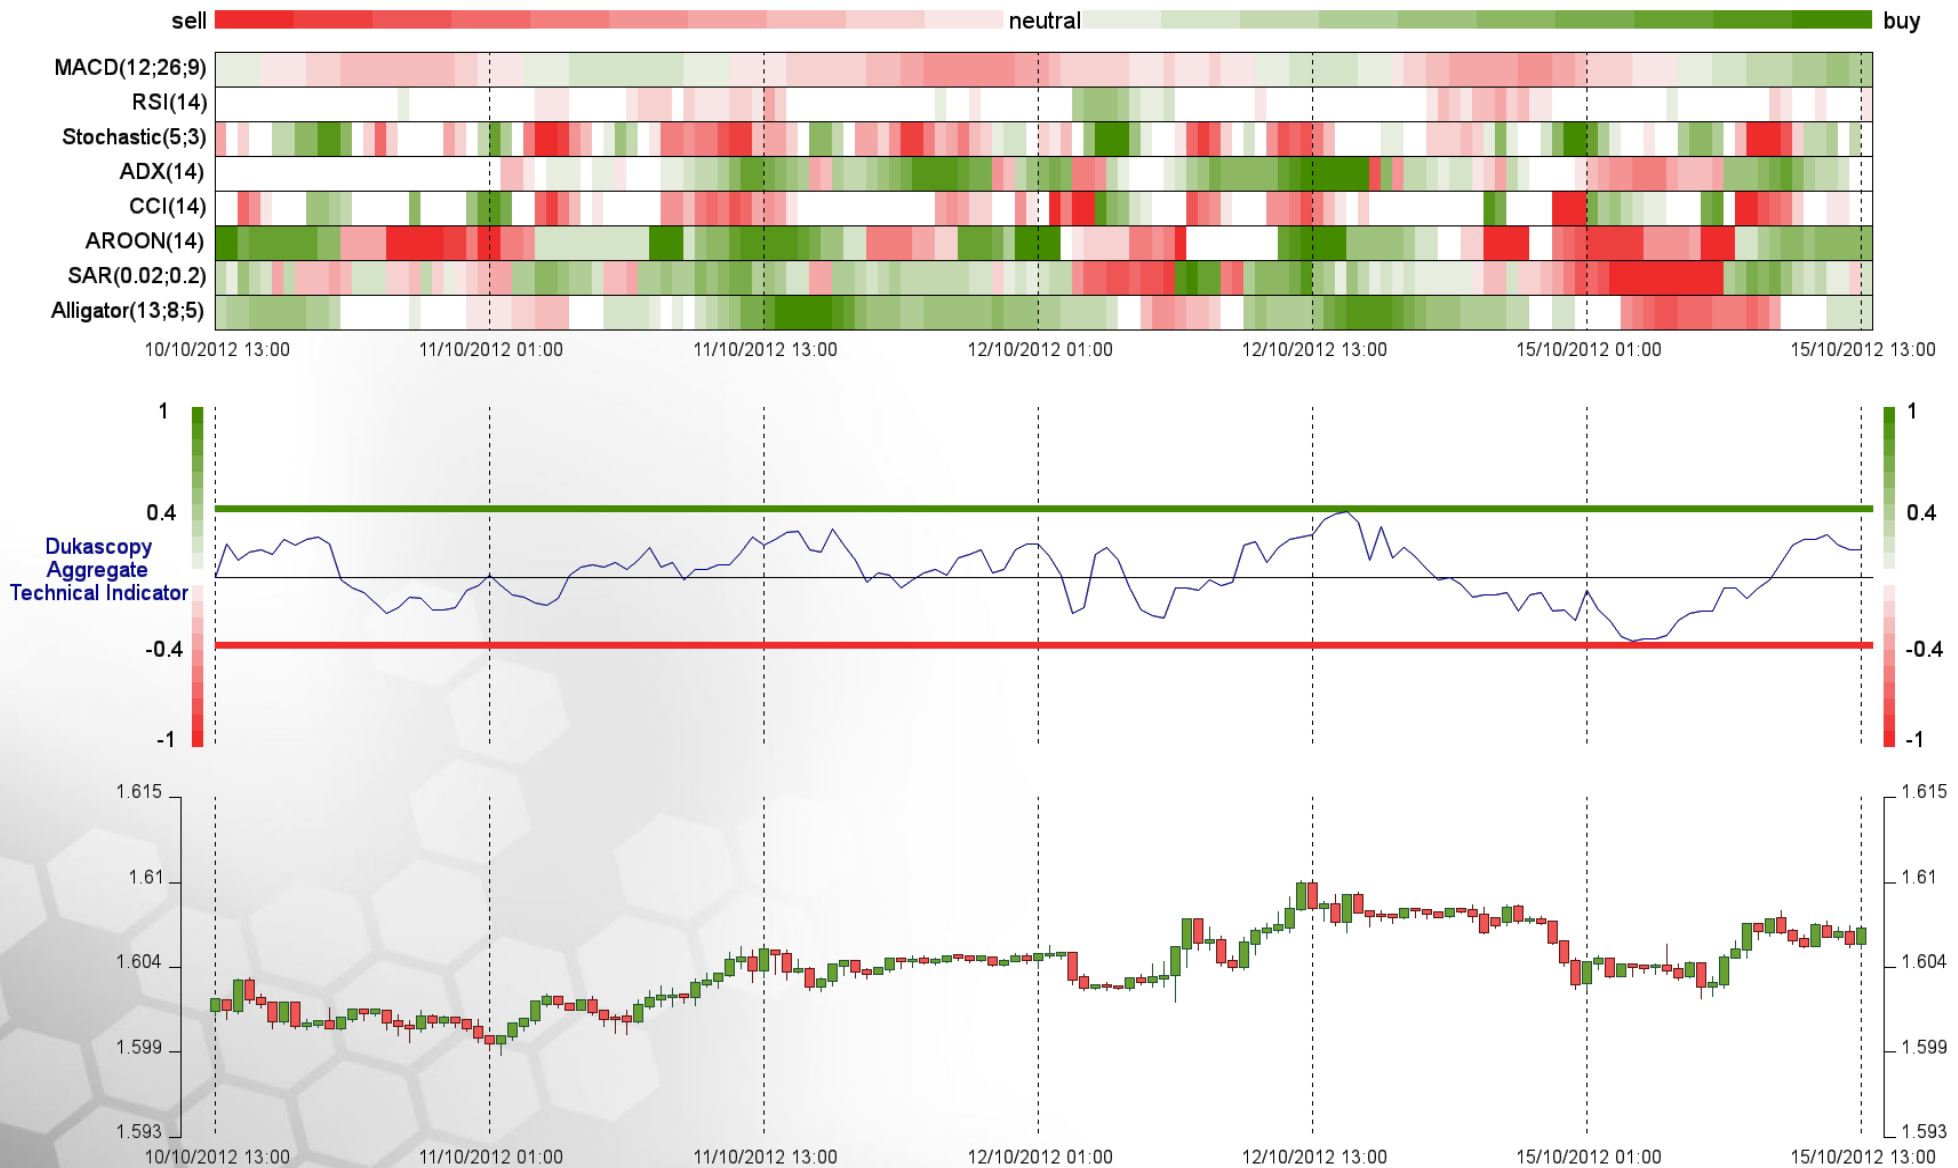 sell neutral buy
MACD(12;26;9)
RSI(14)
Stochastic(5;3)
ADX(14)
CCI(14)
AROON(14)
SAR(0.02;0.2)
Alligator(13;8;5)
10/10/2012 13:00 11/10/2012 01:00 11/10/2012 13:00 12/10/2012 01:00 12/10/2012 13:00 15/10/2012 01:00 15/10/2012 13:00
1 1
0.4 0.4
Dukascopy
Aggregate
Technical Indicator
-0.4 -0.4
-1 -1
1.615 1.615
1.61 1.61
1.604 1.604
1.599 1.599
1.593 1.593
10/10/2012 13:00 11/10/2012 01:00 11/10/2012 13:00 12/10/2012 01:00 12/10/2012 13:00 15/10/2012 01:00 15/10/2012 13:00